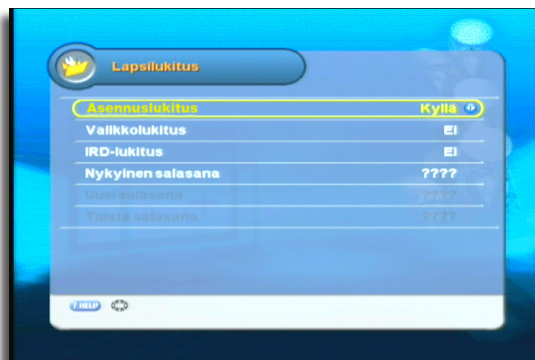 Lapsilukitus
Asennuslukitus Kyllä
Valikkolukitus Ei
IRD-lukitus Ei
Nykyinen salasana ????
Uusi salasana ????
Toista salasana ????
? HELP